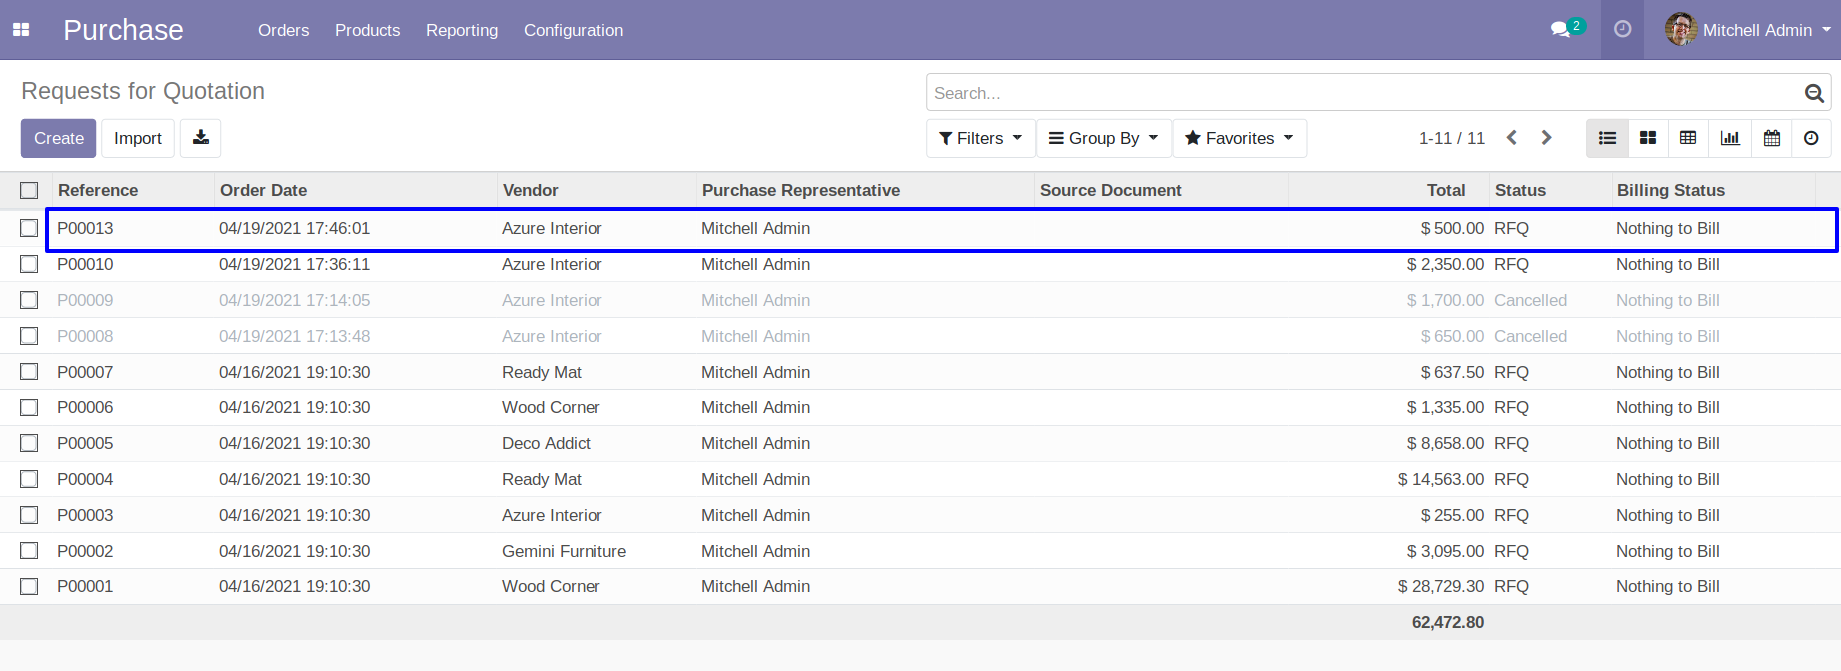 Purchase Orders Products Reporting Configuration 2 Mitchell Admin
Requests for Quotation Search...
Create Import Filters Group By Favorites 1-11 / 11
Reference Order Date Vendor Purchase Representative Source Document Total Status Billing Status
P00013 04/19/2021 17:46:01 Azure Interior Mitchell Admin $ 500.00 RFQ Nothing to Bill
P00010 04/19/2021 17:36:11 Azure Interior Mitchell Admin $ 2,350.00 RFQ Nothing to Bill
P00009 04/19/2021 17:14:05 Azure Interior Mitchell Admin $ 1,700.00 Cancelled Nothing to Bill
P00008 04/19/2021 17:13:48 Azure Interior Mitchell Admin $ 650.00 Cancelled Nothing to Bill
P00007 04/16/2021 19:10:30 Ready Mat Mitchell Admin $ 637.50 RFQ Nothing to Bill
P00006 04/16/2021 19:10:30 Wood Corner Mitchell Admin $ 1,335.00 RFQ Nothing to Bill
P00005 04/16/2021 19:10:30 Deco Addict Mitchell Admin $ 8,658.00 RFQ Nothing to Bill
P00004 04/16/2021 19:10:30 Ready Mat Mitchell Admin $ 14,563.00 RFQ Nothing to Bill
P00003 04/16/2021 19:10:30 Azure Interior Mitchell Admin $ 255.00 RFQ Nothing to Bill
P00002 04/16/2021 19:10:30 Gemini Furniture Mitchell Admin $ 3,095.00 RFQ Nothing to Bill
P00001 04/16/2021 19:10:30 Wood Corner Mitchell Admin $ 28,729.30 RFQ Nothing to Bill
62,472.80